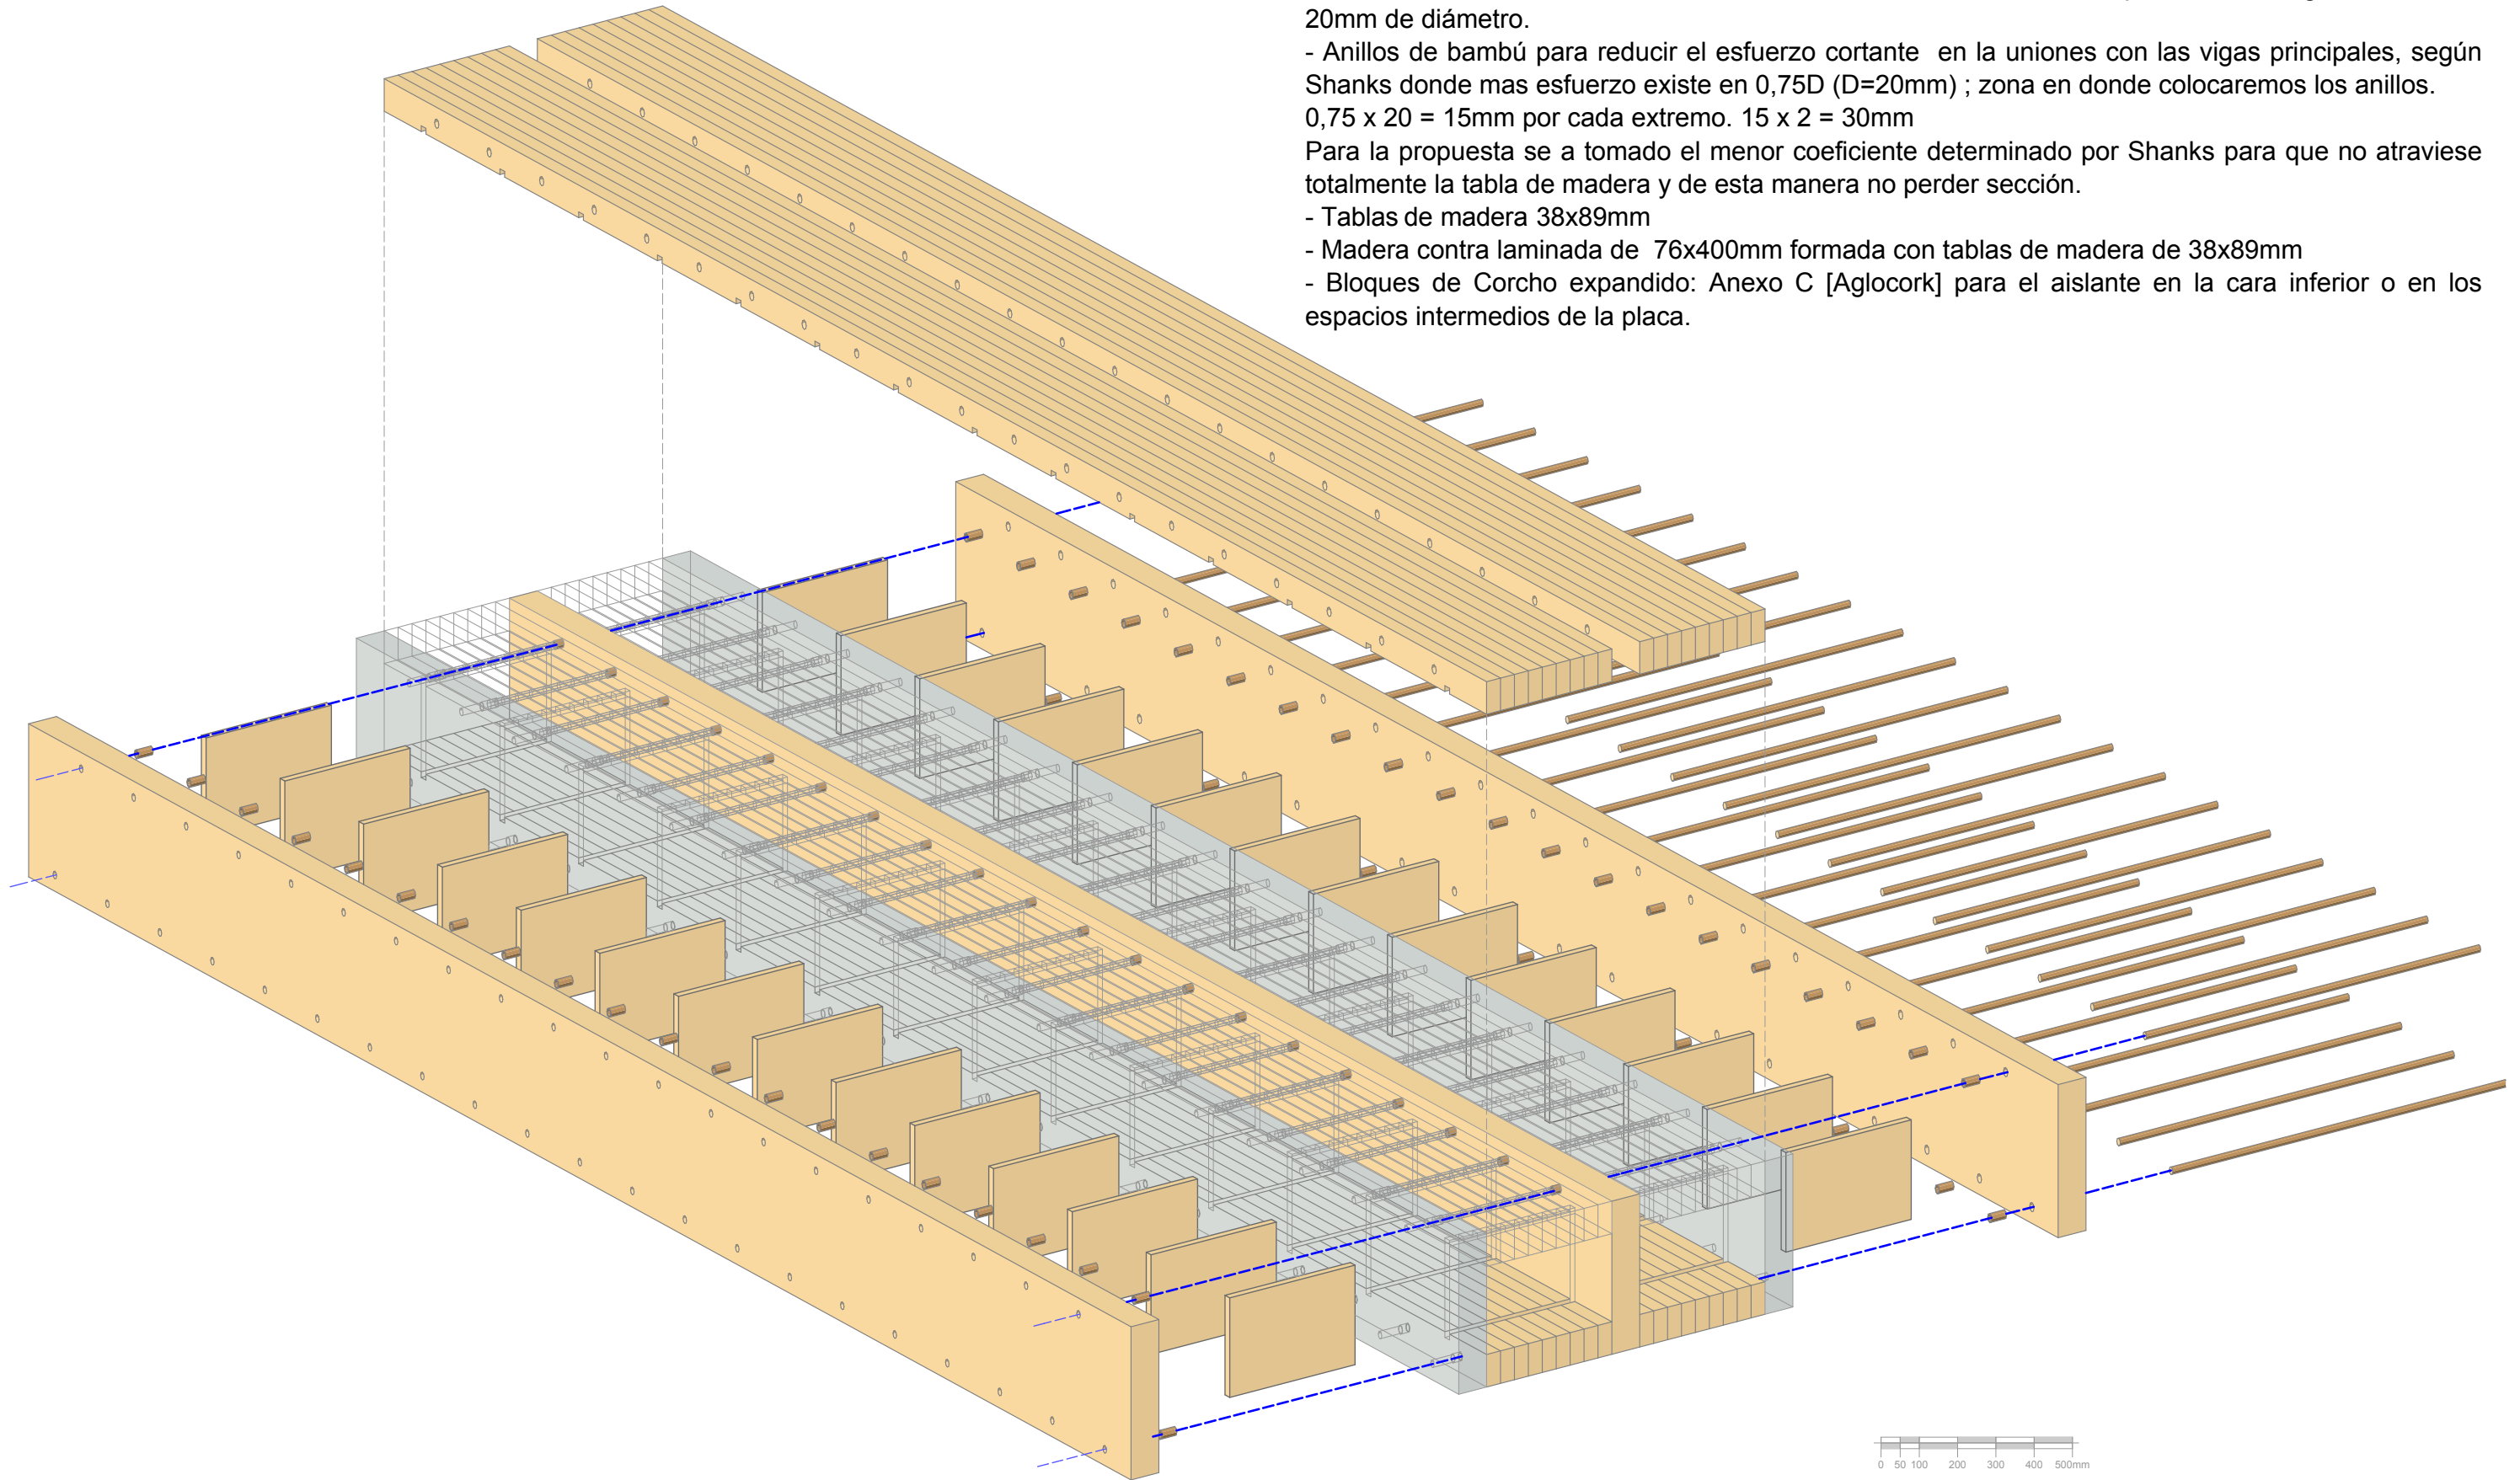 20mm de diámetro.
- Anillos de bambú para reducir el esfuerzo cortante en la uniones con las vigas principales, según
Shanks donde mas esfuerzo existe en 0,75D (D=20mm) ; zona en donde colocaremos los anillos.
0,75 x 20 = 15mm por cada extremo. 15 x 2 = 30mm
Para la propuesta se a tomado el menor coeficiente determinado por Shanks para que no atraviese
totalmente la tabla de madera y de esta manera no perder sección.
- Tablas de madera 38x89mm
- Madera contra laminada de 76x400mm formada con tablas de madera de 38x89mm
- Bloques de Corcho expandido: Anexo C [Aglocork] para el aislante en la cara inferior o en los
espacios intermedios de la placa.
0 50 100 200 300 400 500mm